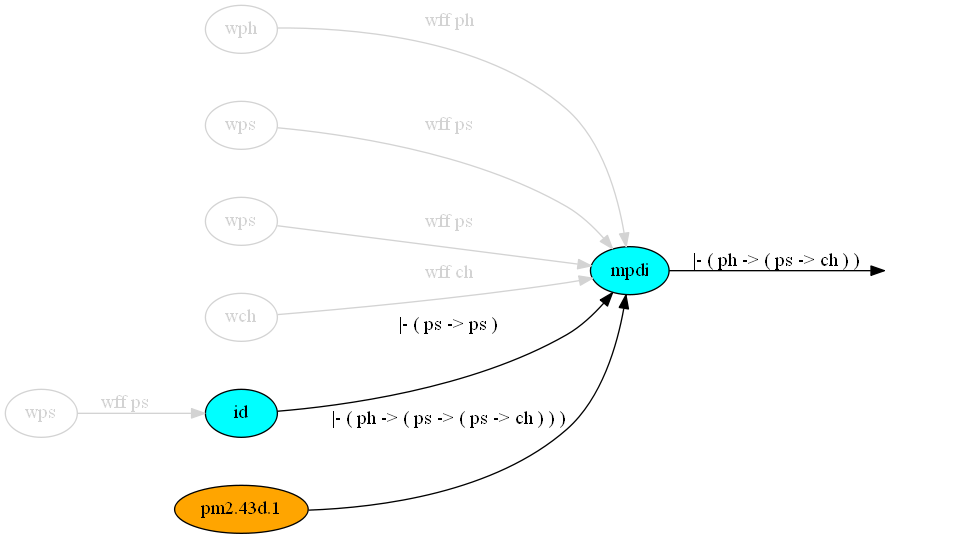 wph
wff ph
wps
wff ps
wps
wff ps
mpdi
|- ( ph -> ( ps -> ch ) )
wff ch
wch
|- ( ps -> ps )
wps
wff ps
id
|- ( ph -> ( ps -> ( ps -> ch ) ) )
pm2.43d.1